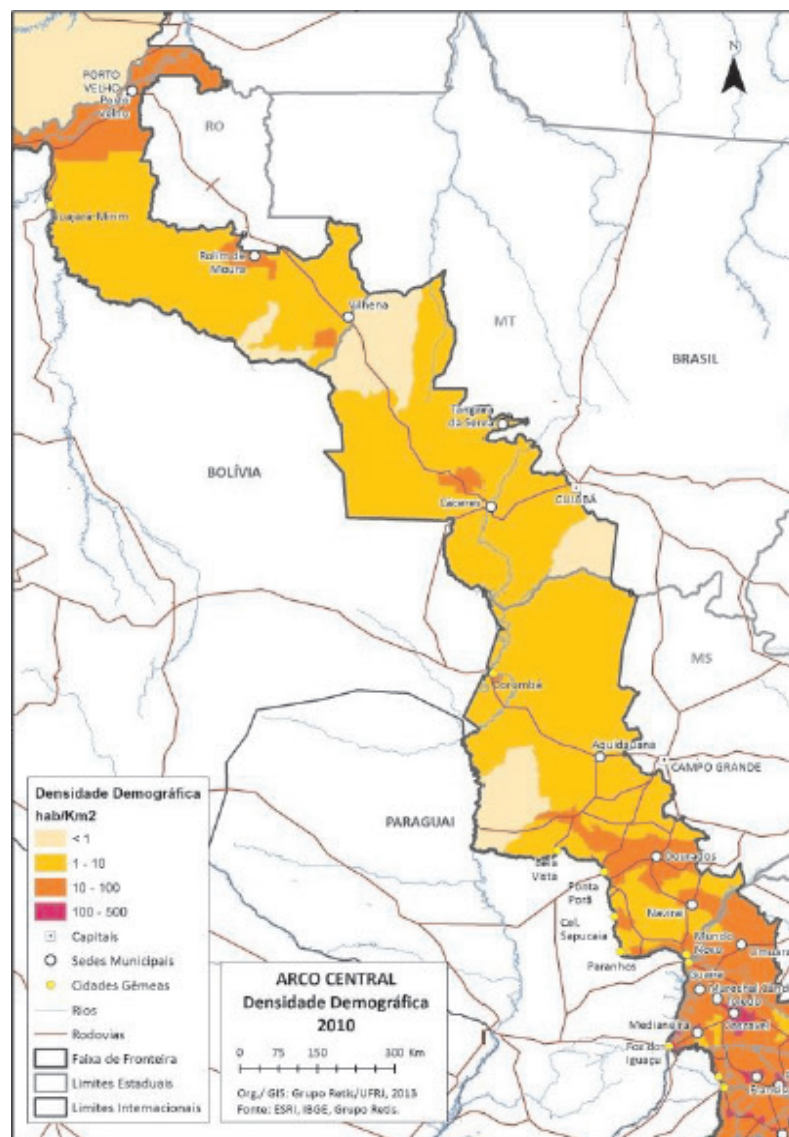 N
PORTO
VELHO
Porto
Velho
RO
Guajará-Mirim
Rolim de
Moura
Vilhena
MT
BRASIL
Tangará
da Serra
BOLÍVIA
Cáceres
CUIABÁ
MS
Corumbá
Aquidauana
CAMPO GRANDE
PARAGUAI
Bela
Vista
Dourados
Ponta
Porã
Naviraí
Cel.
Sapucaia
Mundo
Novo
Paranhos
Guaíra
Toledo
Cascavel
Medianeira
Foz do
Iguaçu
Densidade Demográfica
hab/Km2
< 1
1 - 10
10 - 100
100 - 500
Capitais
Sedes Municipais
Cidades Gêmeas
Rios
Rodovias
Faixa de Fronteira
Limites Estaduais
Limites Internacionais
ARCO CENTRAL
Densidade Demográfica
2010
0 75 150 300 Km
Org./ GIS: Grupo Retis/UFRJ, 2013
Fonte: ESRI, IBGE, Grupo Retis.